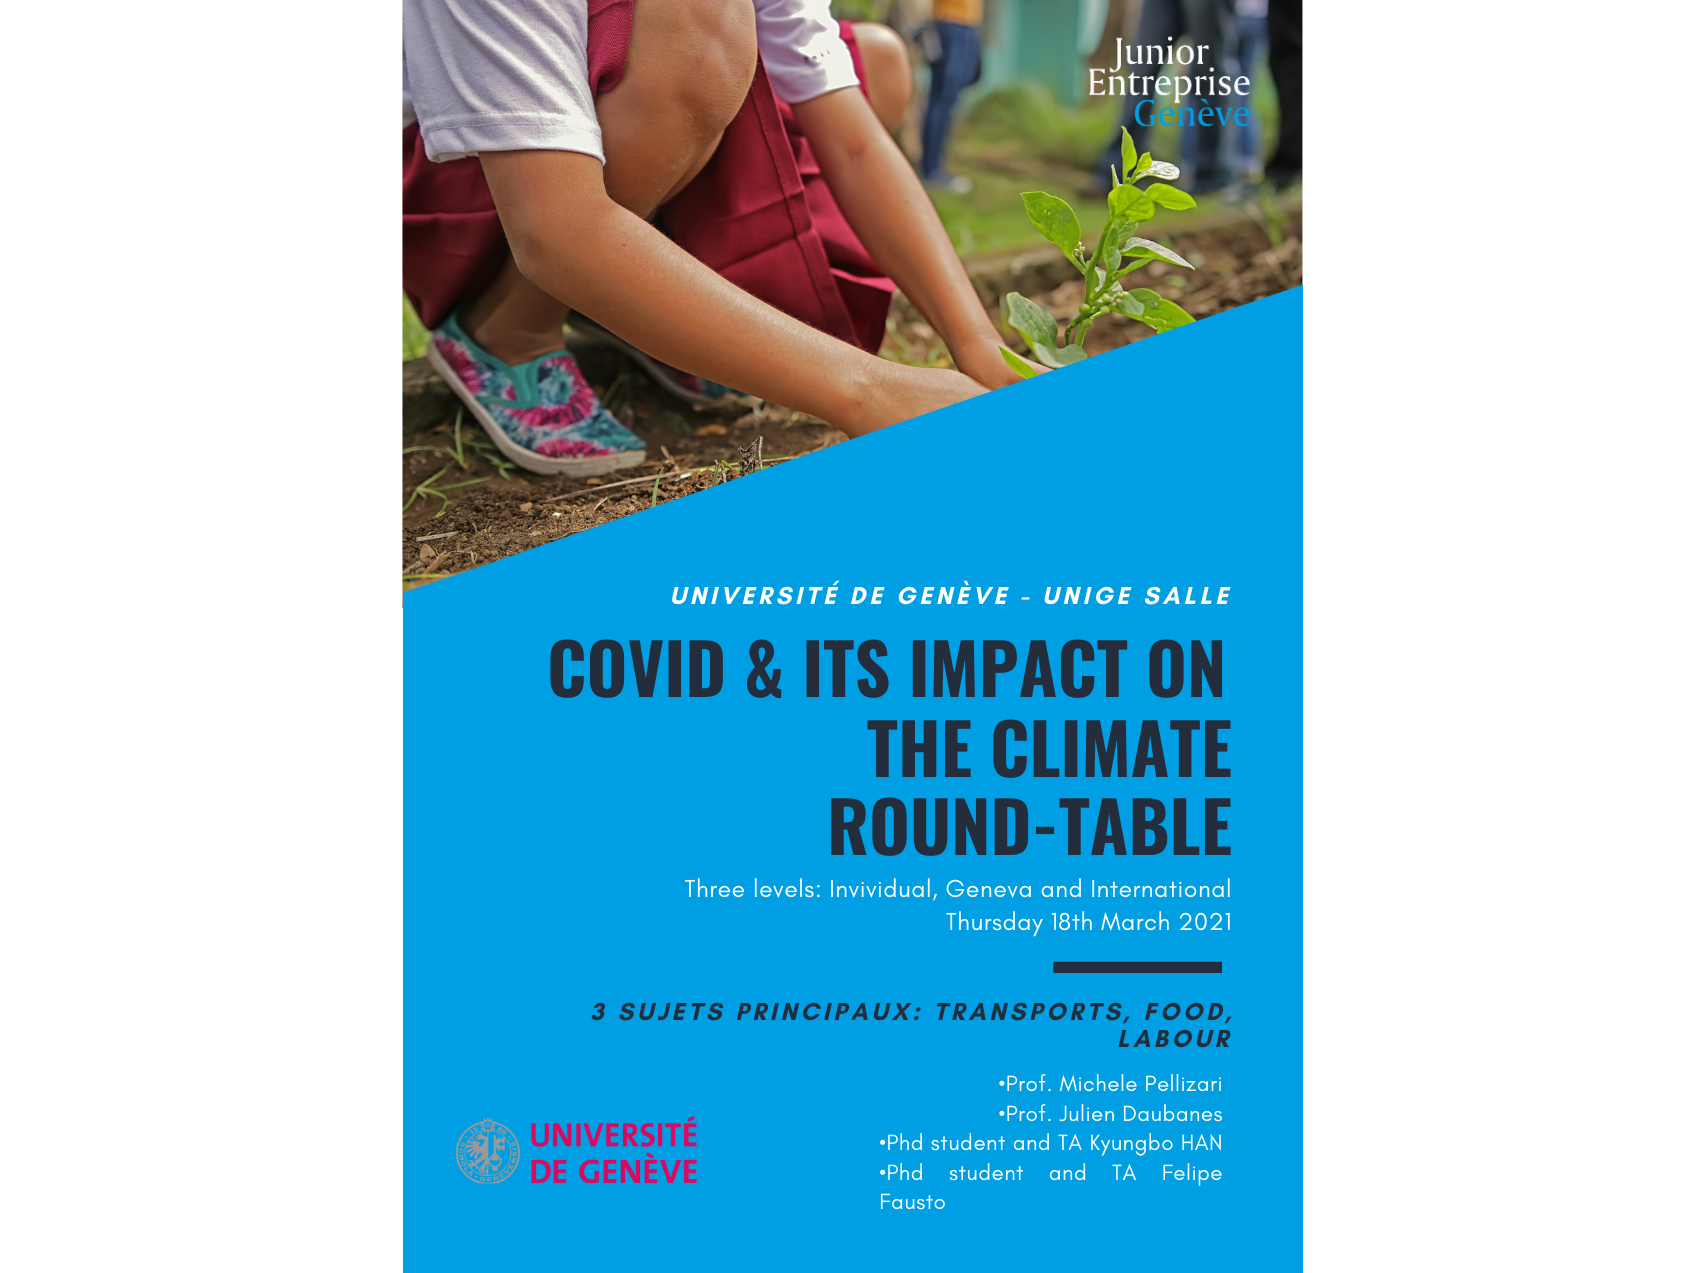 Junior
Entreprise
Genève
UNIVERSITÉ DE GENÈVE - UNIGE SALLE
COVID & ITS IMPACT ON
THE CLIMATE
ROUND-TABLE
Three levels: Invividual, Geneva and International
Thursday 18th March 2021
3 SUJETS PRINCIPAUX: TRANSPORTS, FOOD,
LABOUR
•Prof. Michele Pellizari
•Prof. Julien Daubanes
•Phd student and TA Kyungbo HAN
•Phd student and TA Felipe
Fausto
UNIVERSITÉ
DE GENÈVE